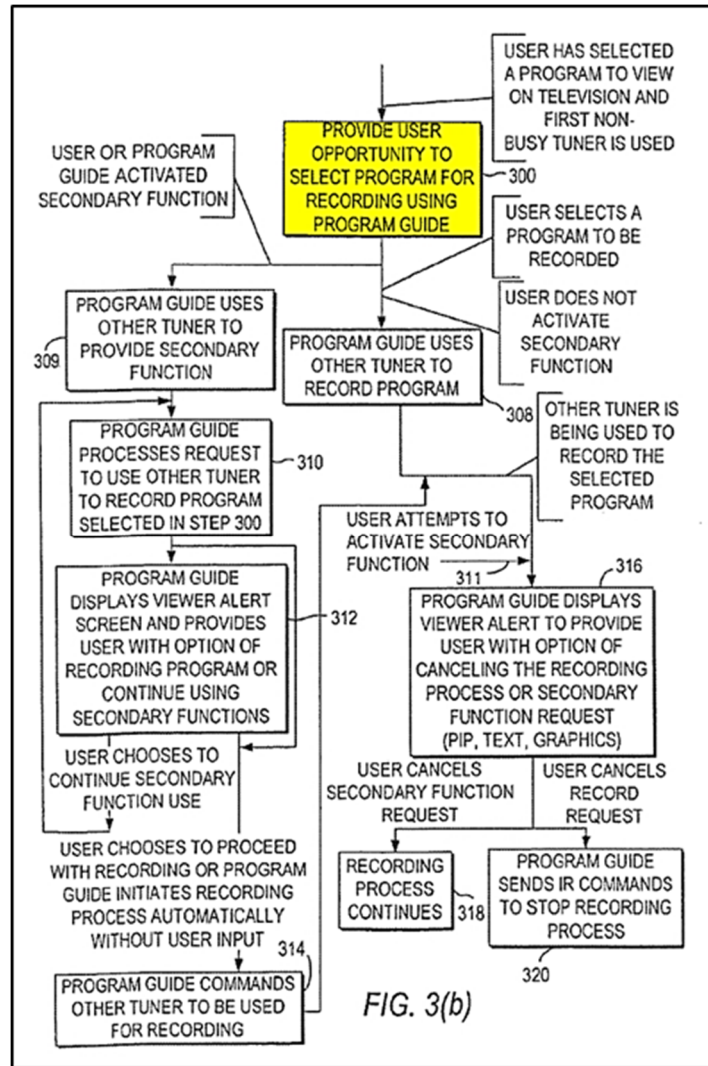 USER HAS SELECTED
A PROGRAM TO VIEW
ON TELEVISION AND
FIRST NON-
BUSY TUNER IS USED
PROVIDE USER
OPPORTUNITY TO
SELECT PROGRAM FOR
RECORDING USING
PROGRAM GUIDE
300
USER OR PROGRAM
GUIDE ACTIVATED
SECONDARY FUNCTION
USER SELECTS A
PROGRAM TO BE
RECORDED
USER DOES NOT
ACTIVATE
SECONDARY
FUNCTION
PROGRAM GUIDE USES
OTHER TUNER TO
PROVIDE SECONDARY
FUNCTION
309
PROGRAM GUIDE USES
OTHER TUNER TO
RECORD PROGRAM
308
OTHER TUNER IS
BEING USED TO
RECORD THE
SELECTED
PROGRAM
PROGRAM GUIDE
PROCESSES REQUEST
TO USE OTHER TUNER
TO RECORD PROGRAM
SELECTED IN STEP 300
310
USER ATTEMPTS TO
ACTIVATE SECONDARY
FUNCTION
311
PROGRAM GUIDE
DISPLAYS VIEWER ALERT
SCREEN AND PROVIDES
USER WITH OPTION OF
RECORDING PROGRAM OR
CONTINUE USING
SECONDARY FUNCTIONS
312
316
PROGRAM GUIDE DISPLAYS
VIEWER ALERT TO PROVIDE
USER WITH OPTION OF
CANCELING THE RECORDING
PROCESS OR SECONDARY
FUNCTION REQUEST
(PIP, TEXT, GRAPHICS)
USER CHOOSES TO
CONTINUE SECONDARY
FUNCTION USE
USER CANCELS
SECONDARY FUNCTION
REQUEST
USER CANCELS
RECORD
REQUEST
USER CHOOSES TO PROCEED
WITH RECORDING OR PROGRAM
GUIDE INITIATES RECORDING
PROCESS AUTOMATICALLY
WITHOUT USER INPUT
RECORDING
PROCESS
CONTINUES
318
PROGRAM GUIDE
SENDS IR COMMANDS
TO STOP RECORDING
PROCESS
320
314
PROGRAM GUIDE COMMANDS
OTHER TUNER TO BE USED
FOR RECORDING
FIG. 3(b)